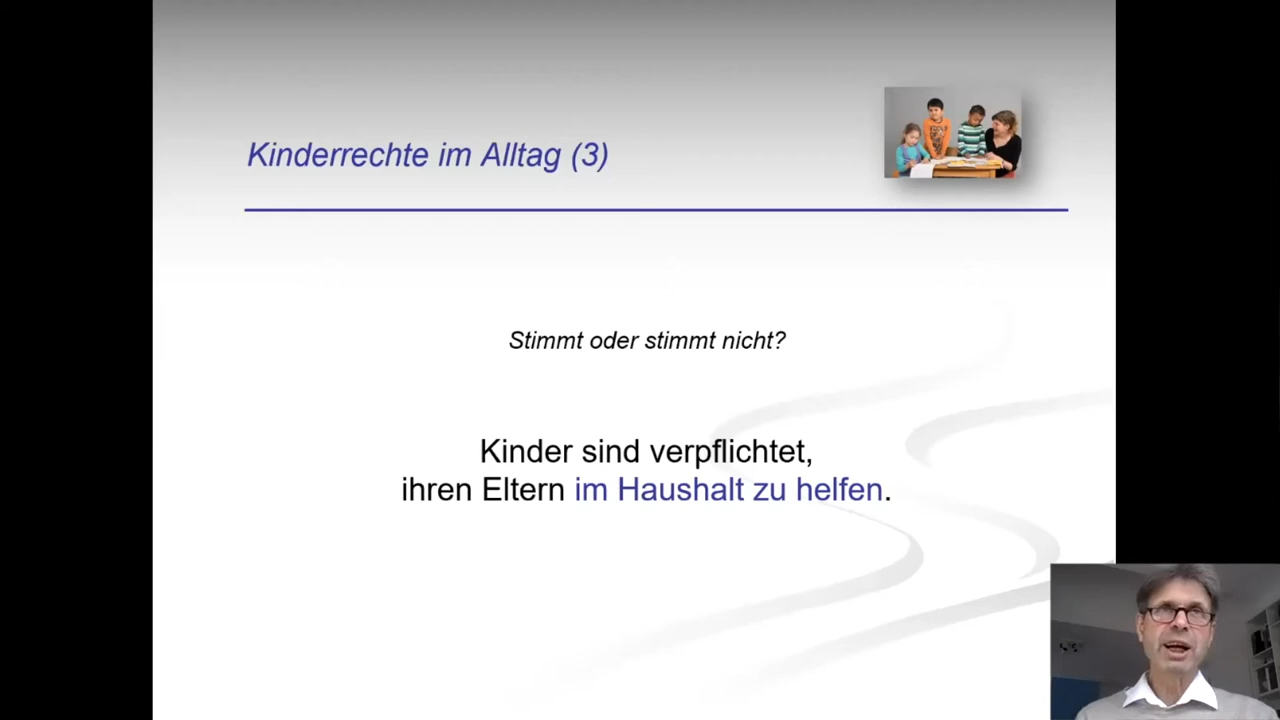 Kinderrechte im Alltag (3)
Stimmt oder stimmt nicht?
Kinder sind verpflichtet,
ihren Eltern im Haushalt zu helfen.